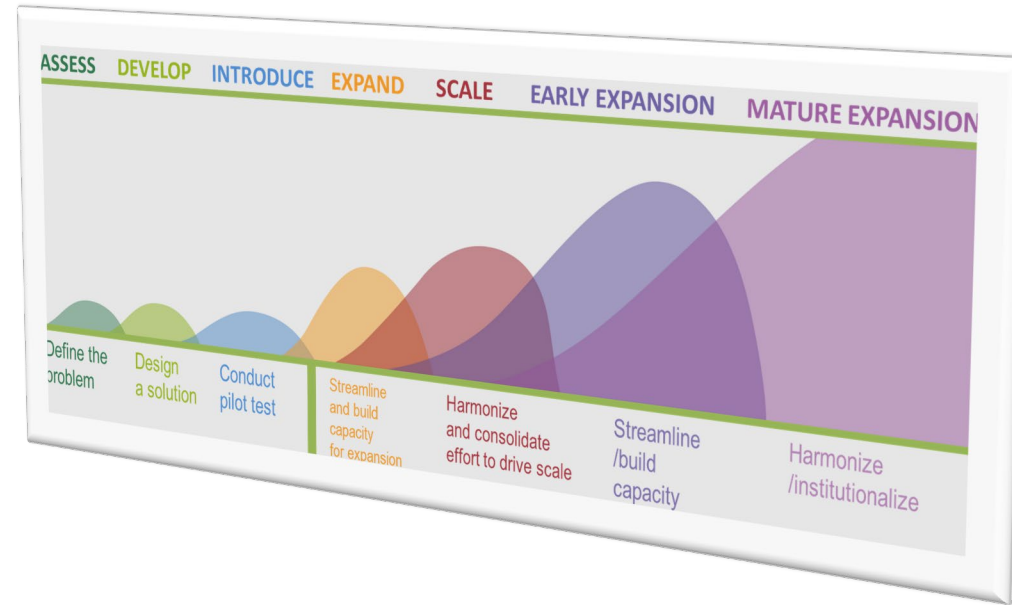 ASSESS DEVELOP INTRODUCE EXPAND SCALE EARLY EXPANSION MATURE EXPANSION
Define the
problem
Design
a solution
Conduct
pilot test
Streamline
and build
capacity
for expansion
Harmonize
and consolidate
effort to drive scale
Streamline
/build
capacity
Harmonize
/institutionalize